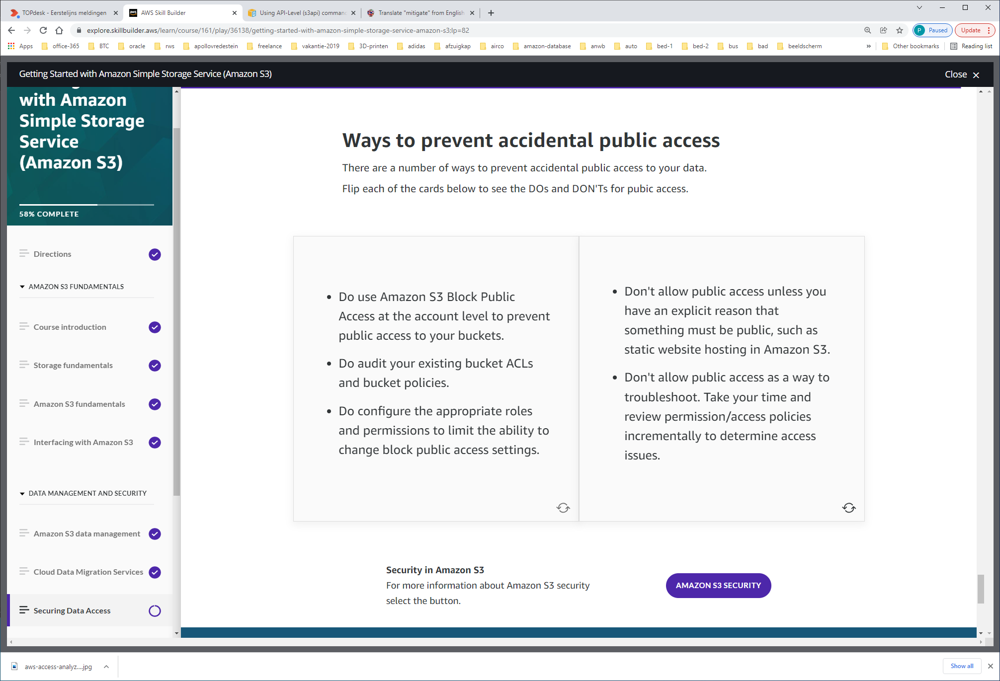 TOPdesk - Eerstelijns meldingen
AWS Skill Builder
Using API-Level (s3api) comman
Translate "mitigate" from English
explore.skillbuilder.aws/learn/course/161/play/36138/getting-started-with-amazon-simple-storage-service-amazon-s3;lp=82
P Paused
Update
Apps office-365 BTC oracle rws apollovredestein freelance vakantie-2019 3D-printen adidas afzuigkap airco amazon-database anwb auto bed-1 bed-2 bus bad beeldscherm » Other bookmarks Reading list
Getting Started with Amazon Simple Storage Service (Amazon S3)
Close
with Amazon
Simple Storage
Service
(Amazon S3)
58% COMPLETE
Directions
AMAZON S3 FUNDAMENTALS
Course introduction
Storage fundamentals
Amazon S3 fundamentals
Interfacing with Amazon S3
DATA MANAGEMENT AND SECURITY
Amazon S3 data management
Cloud Data Migration Services
Securing Data Access
Ways to prevent accidental public access
There are a number of ways to prevent accidental public access to your data.
Flip each of the cards below to see the DOs and DON'Ts for pubic access.
• Do use Amazon S3 Block Public
Access at the account level to prevent
public access to your buckets.
• Do audit your existing bucket ACLs
and bucket policies.
• Do configure the appropriate roles
and permissions to limit the ability to
change block public access settings.
• Don't allow public access unless you
have an explicit reason that
something must be public, such as
static website hosting in Amazon S3.
• Don't allow public access as a way to
troubleshoot. Take your time and
review permission/access policies
incrementally to determine access
issues.
Security in Amazon S3
For more information about Amazon S3 security
select the button.
AMAZON S3 SECURITY
aws-access-analyz....jpg
Show all